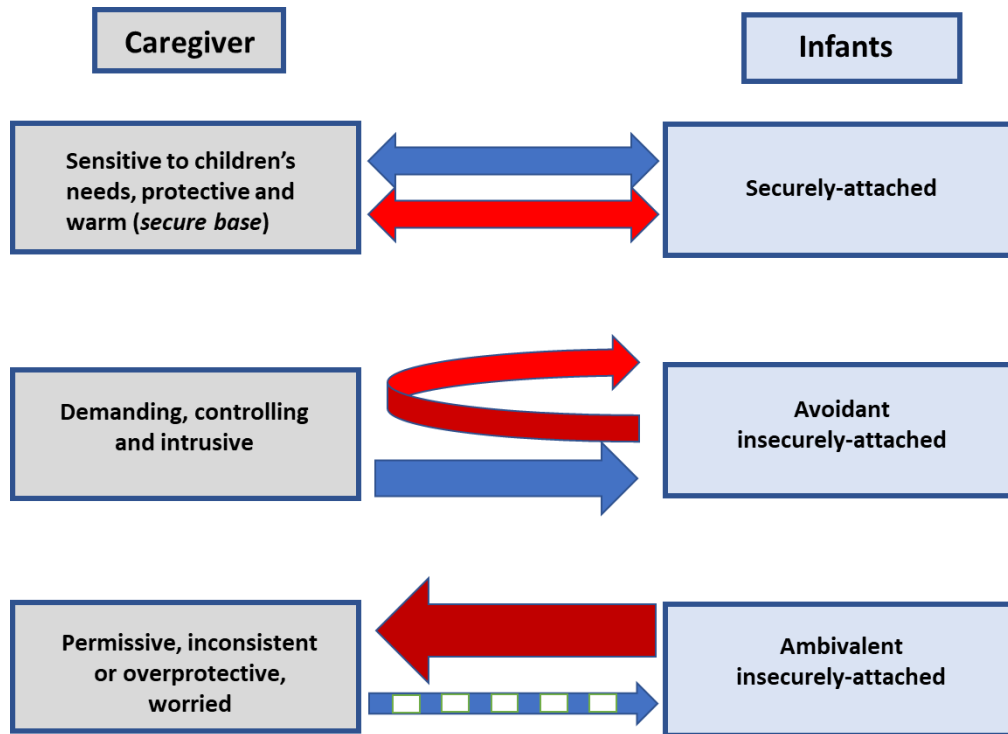 Caregiver
Infants
Sensitive to children’s
needs, protective and
warm (secure base)
Securely-attached
Demanding, controlling
and intrusive
Avoidant
insecurely-attached
Permissive, inconsistent
or overprotective,
worried
Ambivalent
insecurely-attached